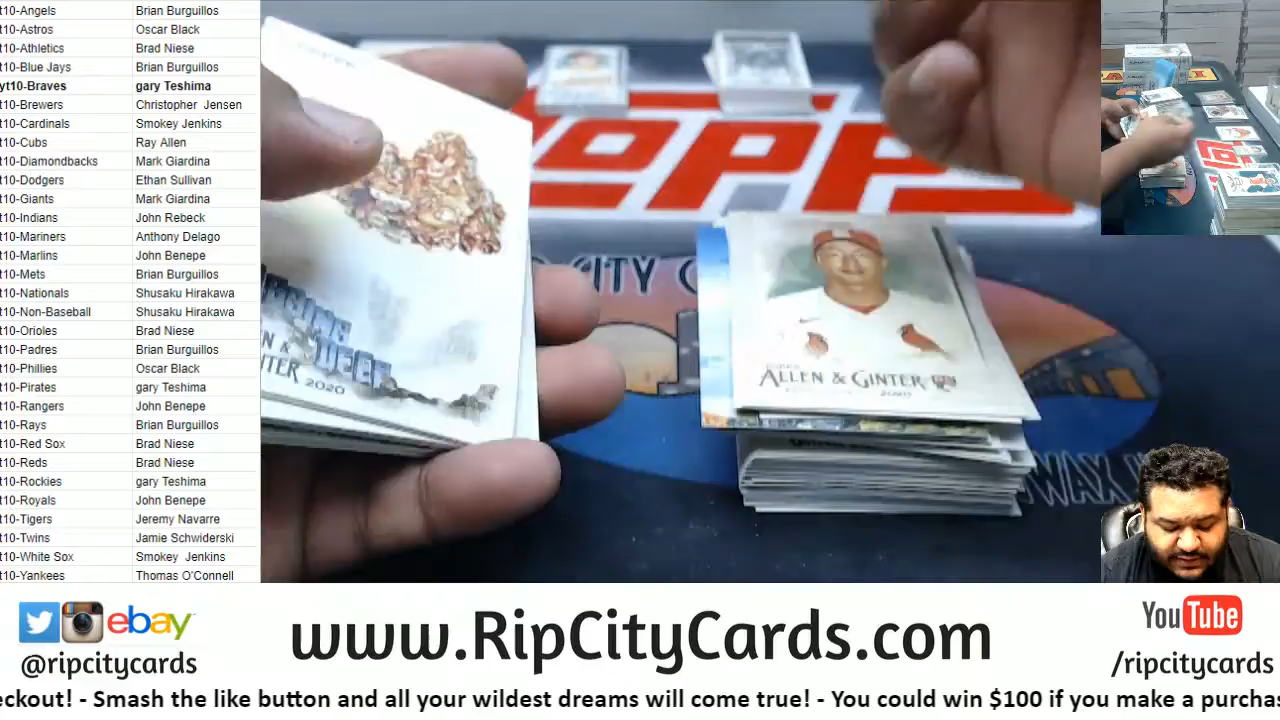 t10-Angels Brian Burguillos
t10-Astros Oscar Black
t10-Athletics Brad Niese
t10-Blue Jays Brian Burguillos
yt10-Braves gary Teshima
t10-Brewers Christopher Jensen
t10-Cardinals Smokey Jenkins
t10-Cubs Ray Allen
t10-Diamondbacks Mark Giardina
t10-Dodgers Ethan Sullivan
t10-Giants Mark Giardina
t10-Indians John Rebeck
t10-Mariners Anthony Delago
t10-Marlins John Benepe
t10-Mets Brian Burguillos
t10-Nationals Shusaku Hirakawa
t10-Non-Baseball Shusaku Hirakawa
t10-Orioles Brad Niese
t10-Padres Brian Burguillos
t10-Phillies Oscar Black
t10-Pirates gary Teshima
t10-Rangers John Benepe
t10-Rays Brian Burguillos
t10-Red Sox Brad Niese
t10-Reds Brad Niese
t10-Rockies gary Teshima
t10-Royals John Benepe
t10-Tigers Jeremy Navarre
t10-Twins Jamie Schwiderski
t10-White Sox Smokey Jenkins
t10-Yankees Thomas O'Connell
OPPS
CITY
WAX
ALLEN & GINTER
2020
ebay
@ripcitycards
www.RipCityCards.com
YouTube
/ripcitycards
eckout! - Smash the like button and all your wildest dreams will come true! - You could win $100 if you make a purcha